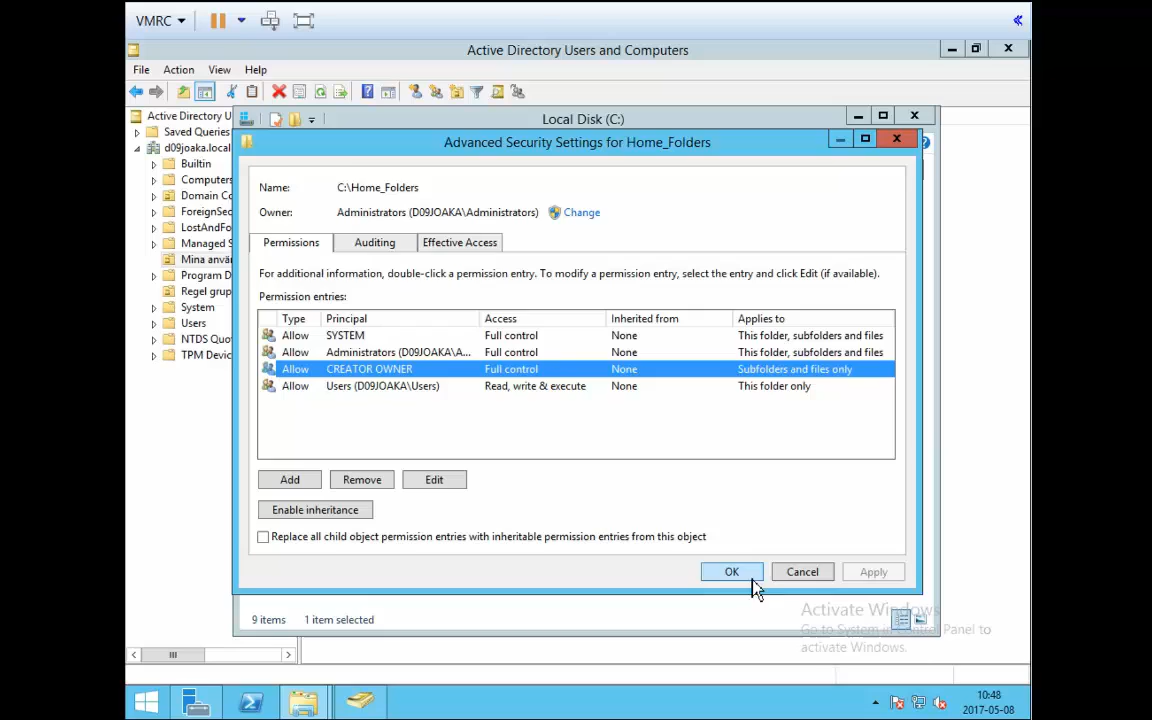 VMRC
Active Directory Users and Computers
File Action View Help
Active Directory U
Saved Queries
d09joaka.local
Builtin
Computers
Domain Co
ForeignSec
LostAndFo
Managed S
Mina anvär
Program D
Regel grup
System
Users
NTDS Quot
TPM Devic
Local Disk (C:)
Advanced Security Settings for Home_Folders
Name: C:\Home_Folders
Owner: Administrators (D09JOAKA\Administrators) Change
Permissions Auditing Effective Access
For additional information, double-click a permission entry. To modify a permission entry, select the entry and click Edit (if available).
Permission entries:
Type Principal Access Inherited from Applies to
Allow SYSTEM Full control None This folder, subfolders and files
Allow Administrators (D09JOAKA\A... Full control None This folder, subfolders and files
Allow CREATOR OWNER Full control None Subfolders and files only
Allow Users (D09JOAKA\Users) Read, write & execute None This folder only
Add Remove Edit
Enable inheritance
Replace all child object permission entries with inheritable permission entries from this object
OK Cancel Apply
9 items 1 item selected
Activate Windows
Go to System in Control Panel to
activate Windows.
10:48
2017-05-08